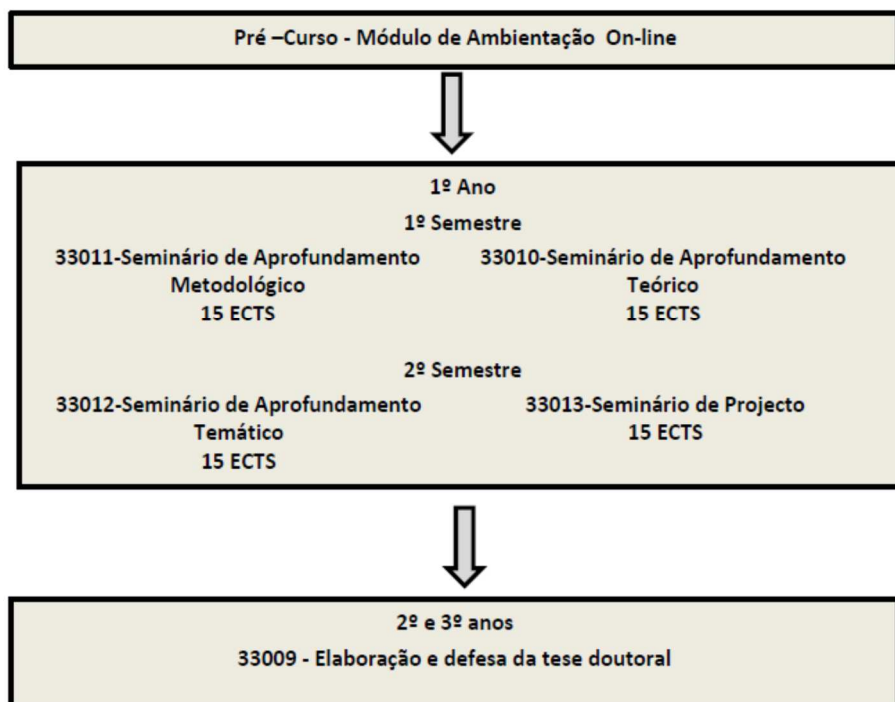 Pré –Curso - Módulo de Ambientação On-line
1º Ano
1º Semestre
33011-Seminário de Aprofundamento
Metodológico
15 ECTS
33010-Seminário de Aprofundamento
Teórico
15 ECTS
2º Semestre
33012-Seminário de Aprofundamento
Temático
15 ECTS
33013-Seminário de Projecto
15 ECTS
2º e 3º anos
33009 - Elaboração e defesa da tese doutoral